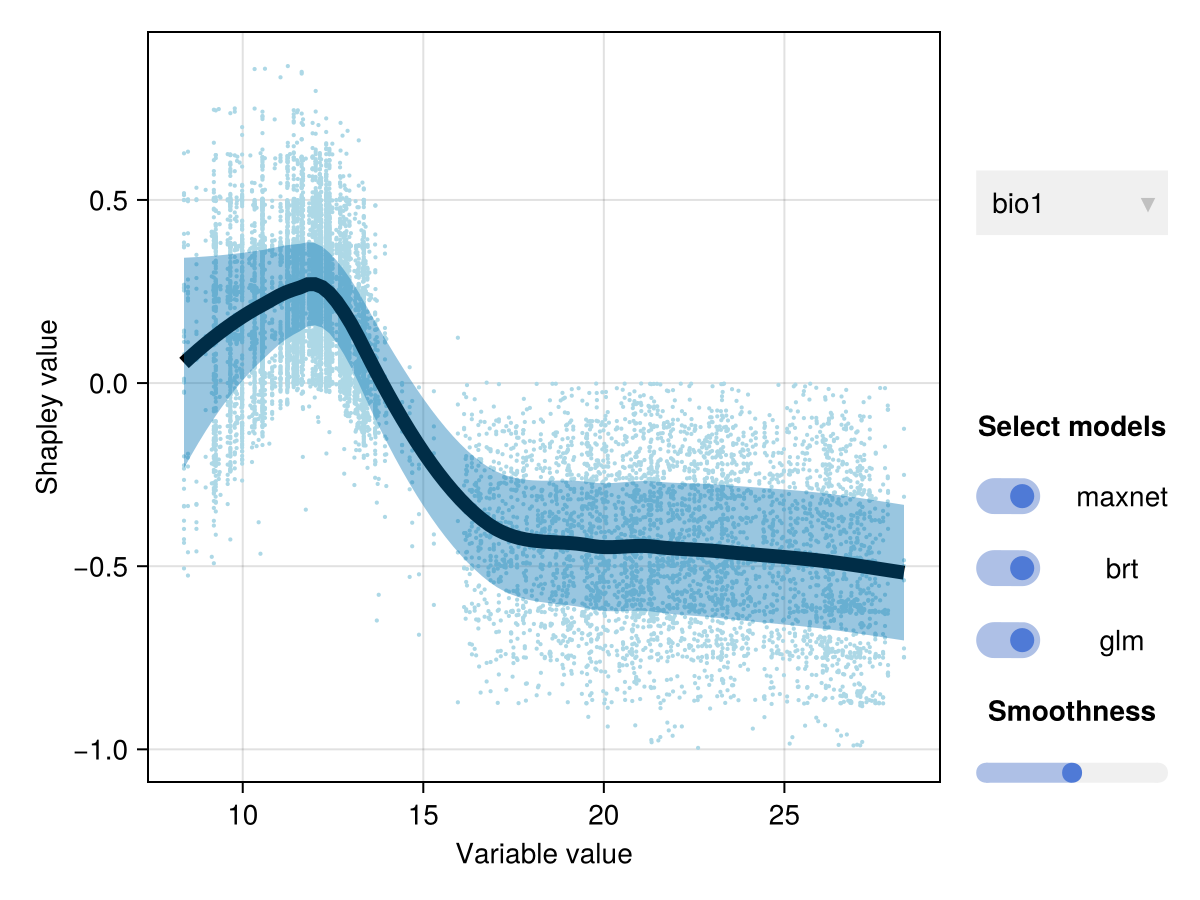 0.5
0.0
−0.5
−1.0
Shapley value
10 15 20 25
Variable value
bio1
Select models
maxnet
brt
glm
Smoothness